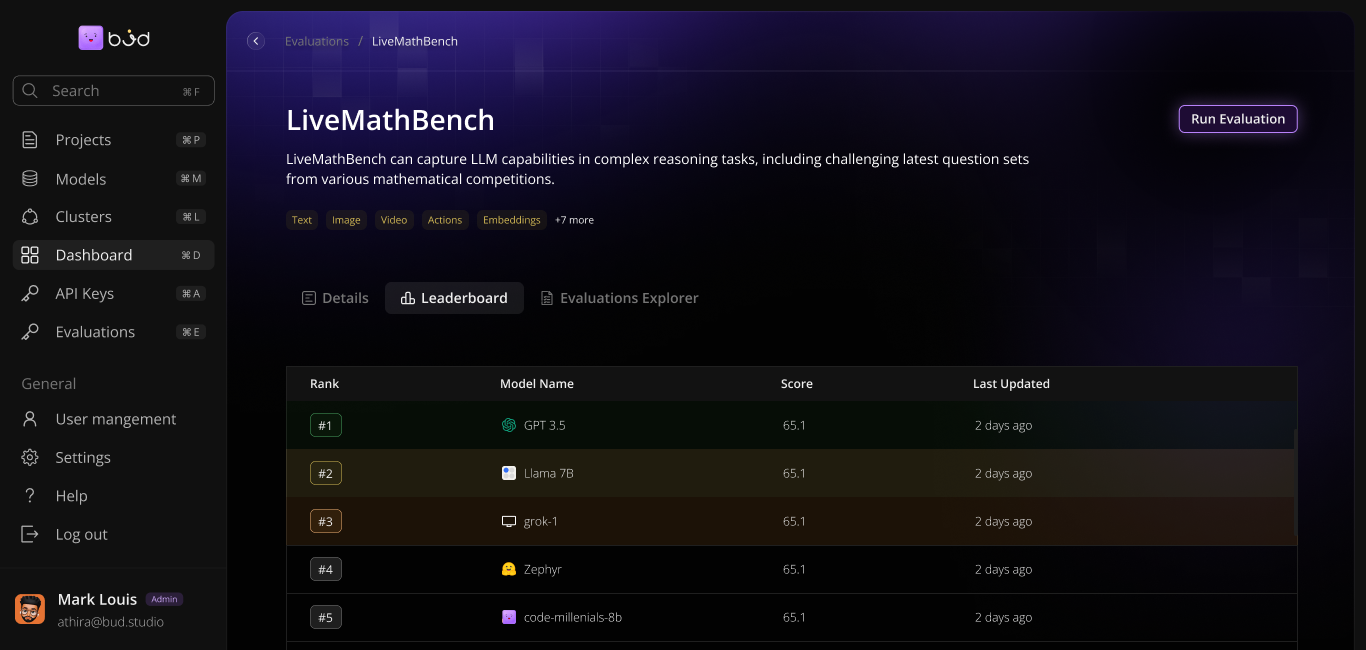 bud
Search ⌘ F
Projects ⌘ P
Models ⌘ M
Clusters ⌘ L
Dashboard ⌘ D
API Keys ⌘ A
Evaluations ⌘ E
General
User mangement
Settings
Help
Log out
Mark Louis Admin
athira@bud.studio
Evaluations / LiveMathBench
LiveMathBench
Run Evaluation
LiveMathBench can capture LLM capabilities in complex reasoning tasks, including challenging latest question sets
from various mathematical competitions.
Text Image Video Actions Embeddings +7 more
Details Leaderboard Evaluations Explorer
Rank Model Name Score Last Updated
#1 GPT 3.5 65.1 2 days ago
#2 Llama 7B 65.1 2 days ago
#3 grok-1 65.1 2 days ago
#4 Zephyr 65.1 2 days ago
#5 code-millenials-8b 65.1 2 days ago